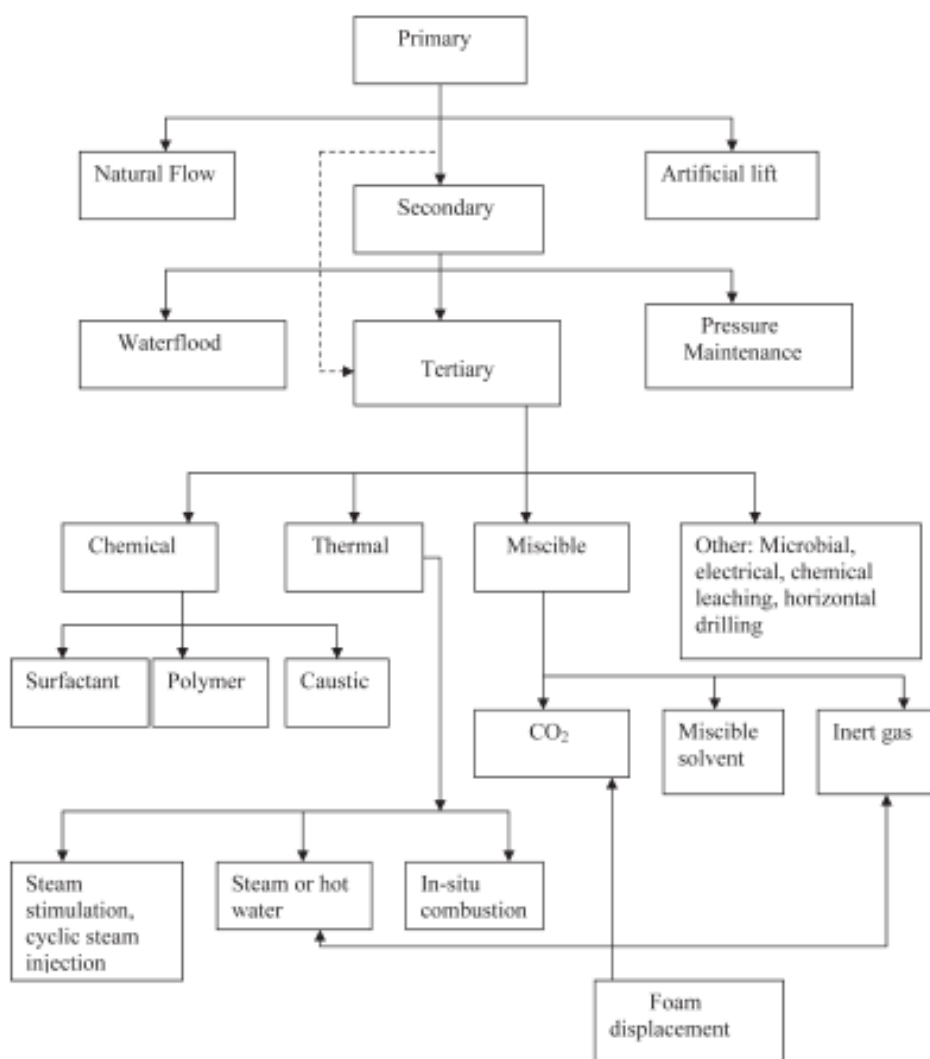 Primary
Natural Flow
Artificial lift
Secondary
Waterflood
Pressure
Maintenance
Tertiary
Chemical
Thermal
Miscible
Other: Microbial,
electrical, chemical
leaching, horizontal
drilling
Surfactant
Polymer
Caustic
CO₂
Miscible
solvent
Inert gas
Steam
stimulation,
cyclic steam
injection
Steam or hot
water
In-situ
combustion
Foam
displacement